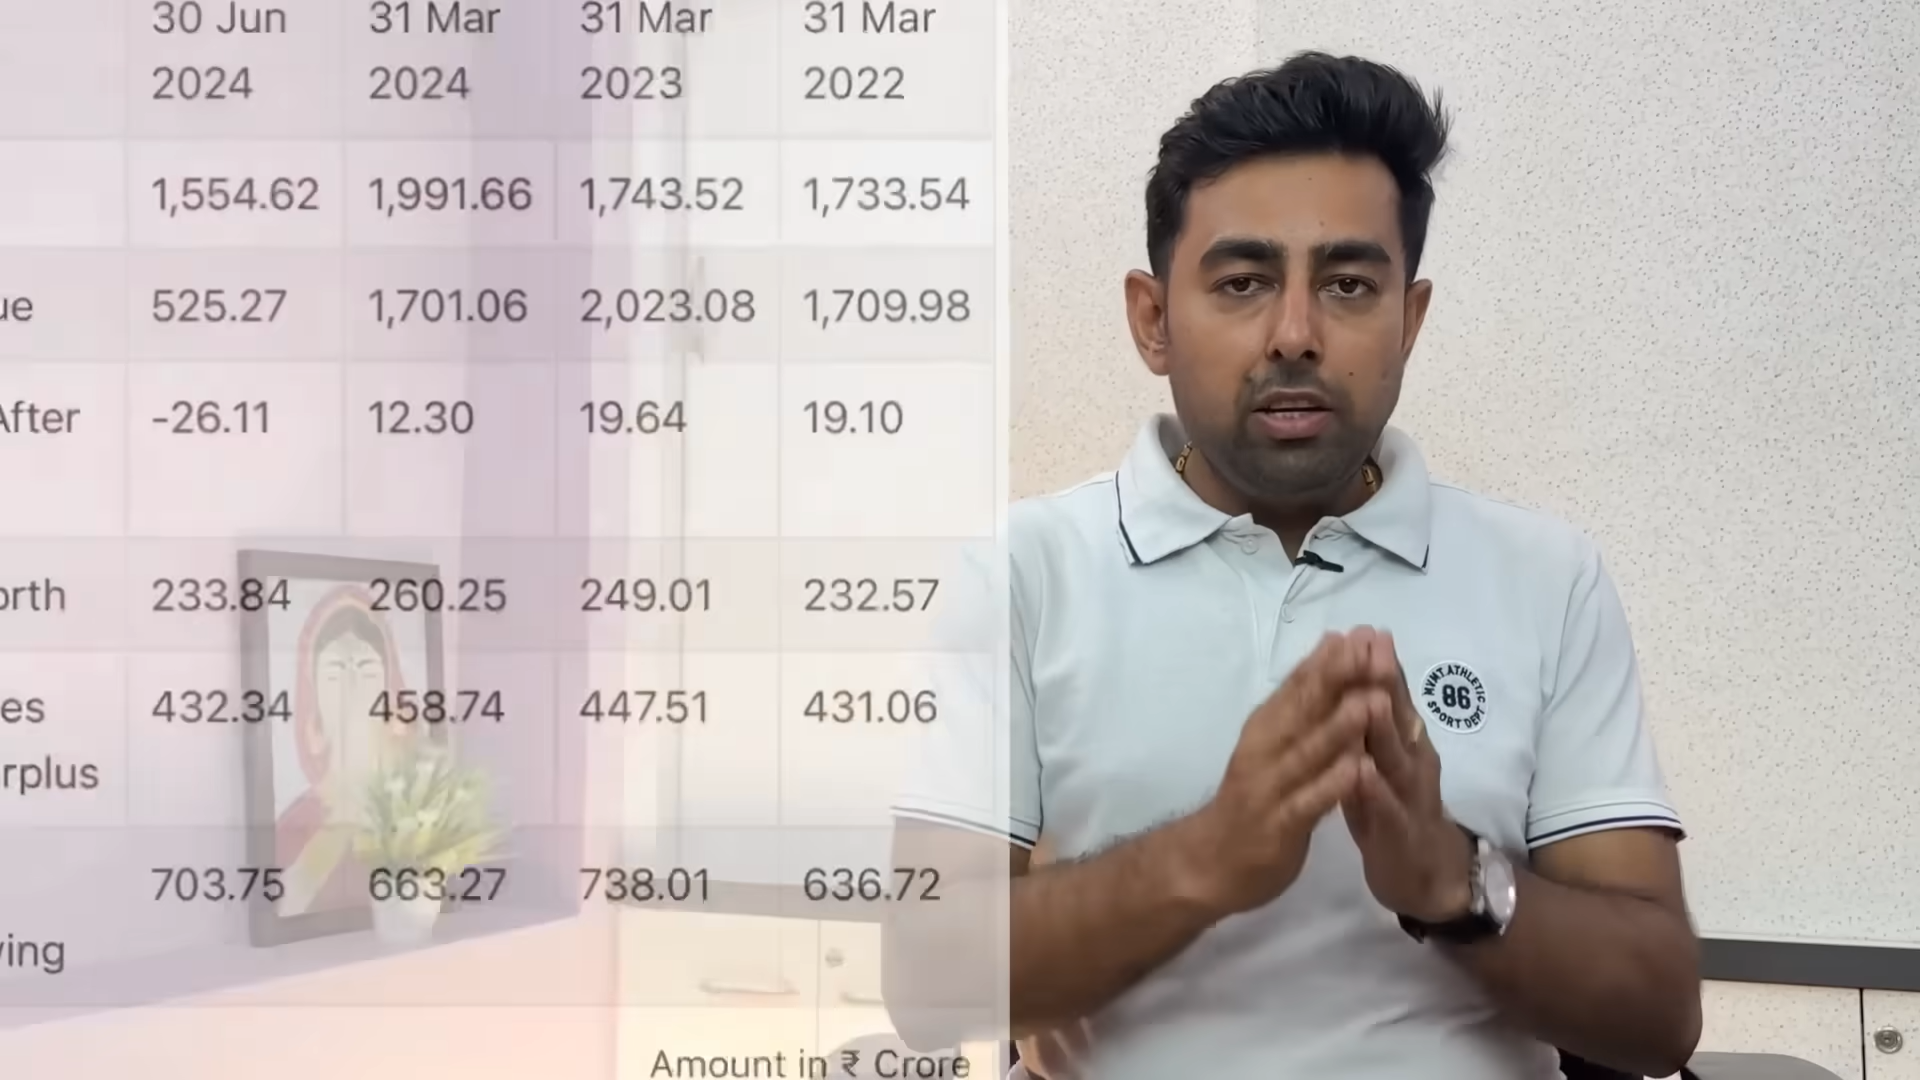 30 Jun 31 Mar 31 Mar 31 Mar
2024 2024 2023 2022
1,554.62 1,991.66 1,743.52 1,733.54
ue 525.27 1,701.06 2,023.08 1,709.98
After -26.11 12.30 19.64 19.10
orth 233.84 260.25 249.01 232.57
es 432.34 458.74 447.51 431.06
rplus
703.75 663.27 738.01 636.72
ving
Amount in ₹ Crore
MVMT. ATHLETIC
86
SPORT DEPT